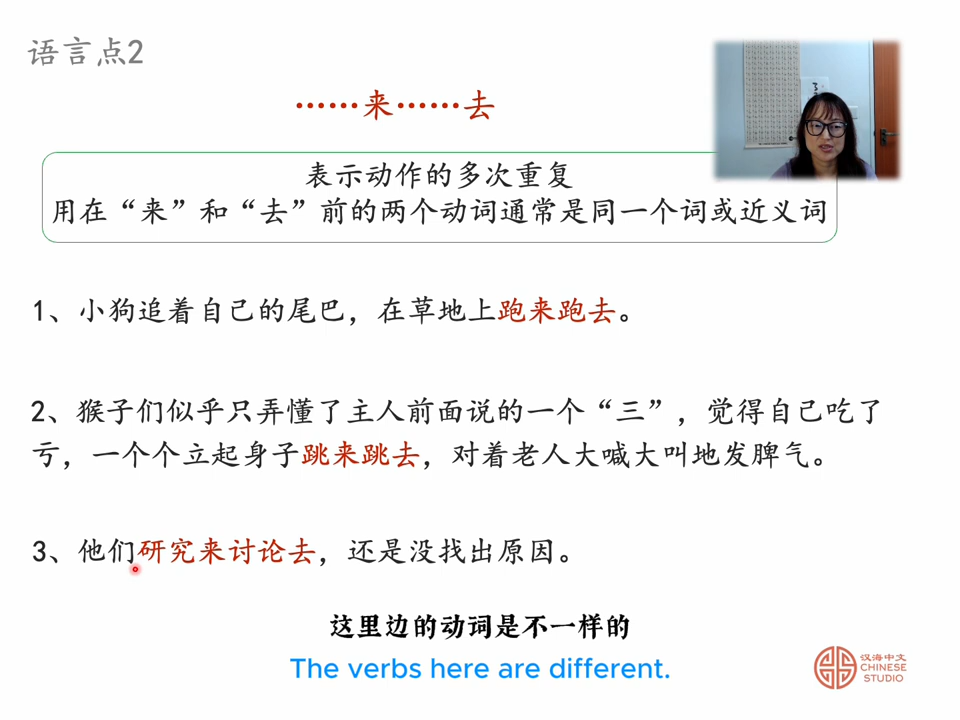 语言点2
……来……去
表示动作的多次重复
用在“来”和“去”前的两个动词通常是同一个词或近义词
1、小狗追着自己的尾巴，在草地上跑来跑去。
2、猴子们似乎只弄懂了主人前面说的一个“三”，觉得自己吃了
亏，一个个立起身子跳来跳去，对着老人大喊大叫地发脾气。
3、他们研究来讨论去，还是没找出原因。
这里边的动词是不一样的
The verbs here are different.
汉海中文
CHINESE
STUDIO